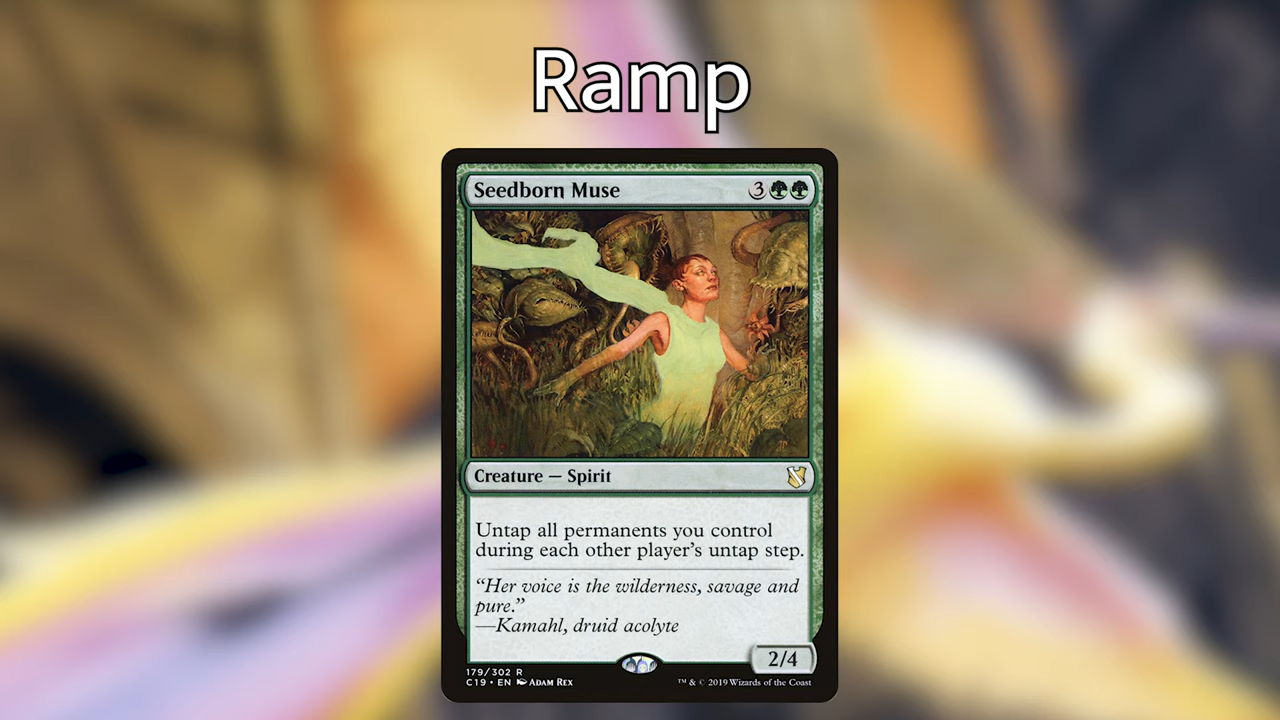 Ramp
Seedborn Muse 3
Creature — Spirit
Untap all permanents you control
during each other player's untap step.
“Her voice is the wilderness, savage and
pure.”
—Kamahl, druid acolyte
2/4
179/302 R
C19 • EN ADAM REX
™ & © 2019 Wizards of the Coast